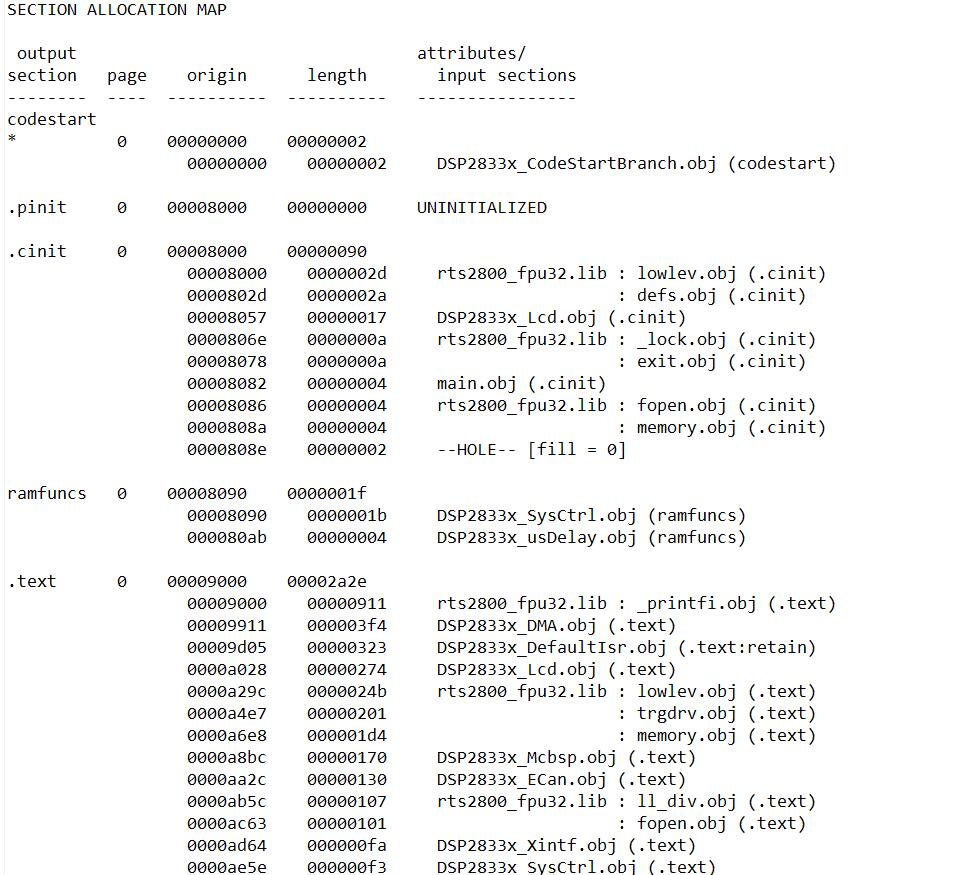 SECTION ALLOCATION MAP
output attributes/
section page origin length input sections
-------- ---- ---------- ---------- ----------------
codestart
* 0 00000000 00000002
00000000 00000002 DSP2833x_CodeStartBranch.obj (codestart)
.pinit 0 00008000 00000000 UNINITIALIZED
.cinit 0 00008000 00000090
00008000 0000002d rts2800_fpu32.lib : lowlev.obj (.cinit)
0000802d 0000002a : defs.obj (.cinit)
00008057 00000017 DSP2833x_Lcd.obj (.cinit)
0000806e 0000000a rts2800_fpu32.lib : _lock.obj (.cinit)
00008078 0000000a : exit.obj (.cinit)
00008082 00000004 main.obj (.cinit)
00008086 00000004 rts2800_fpu32.lib : fopen.obj (.cinit)
0000808a 00000004 : memory.obj (.cinit)
0000808e 00000002 --HOLE-- [fill = 0]
ramfuncs 0 00008090 0000001f
00008090 0000001b DSP2833x_SysCtrl.obj (ramfuncs)
000080ab 00000004 DSP2833x_usDelay.obj (ramfuncs)
.text 0 00009000 00002a2e
00009000 00000911 rts2800_fpu32.lib : _printfi.obj (.text)
00009911 000003f4 DSP2833x_DMA.obj (.text)
00009d05 00000323 DSP2833x_DefaultIsr.obj (.text:retain)
0000a028 00000274 DSP2833x_Lcd.obj (.text)
0000a29c 0000024b rts2800_fpu32.lib : lowlev.obj (.text)
0000a4e7 00000201 : trgdrv.obj (.text)
0000a6e8 000001d4 : memory.obj (.text)
0000a8bc 00000170 DSP2833x_Mcbsp.obj (.text)
0000aa2c 00000130 DSP2833x_ECan.obj (.text)
0000ab5c 00000107 rts2800_fpu32.lib : ll_div.obj (.text)
0000ac63 00000101 : fopen.obj (.text)
0000ad64 000000fa DSP2833x_Xintf.obj (.text)
0000ae5e 000000f3 DSP2833x_SysCtrl.obj (.text)